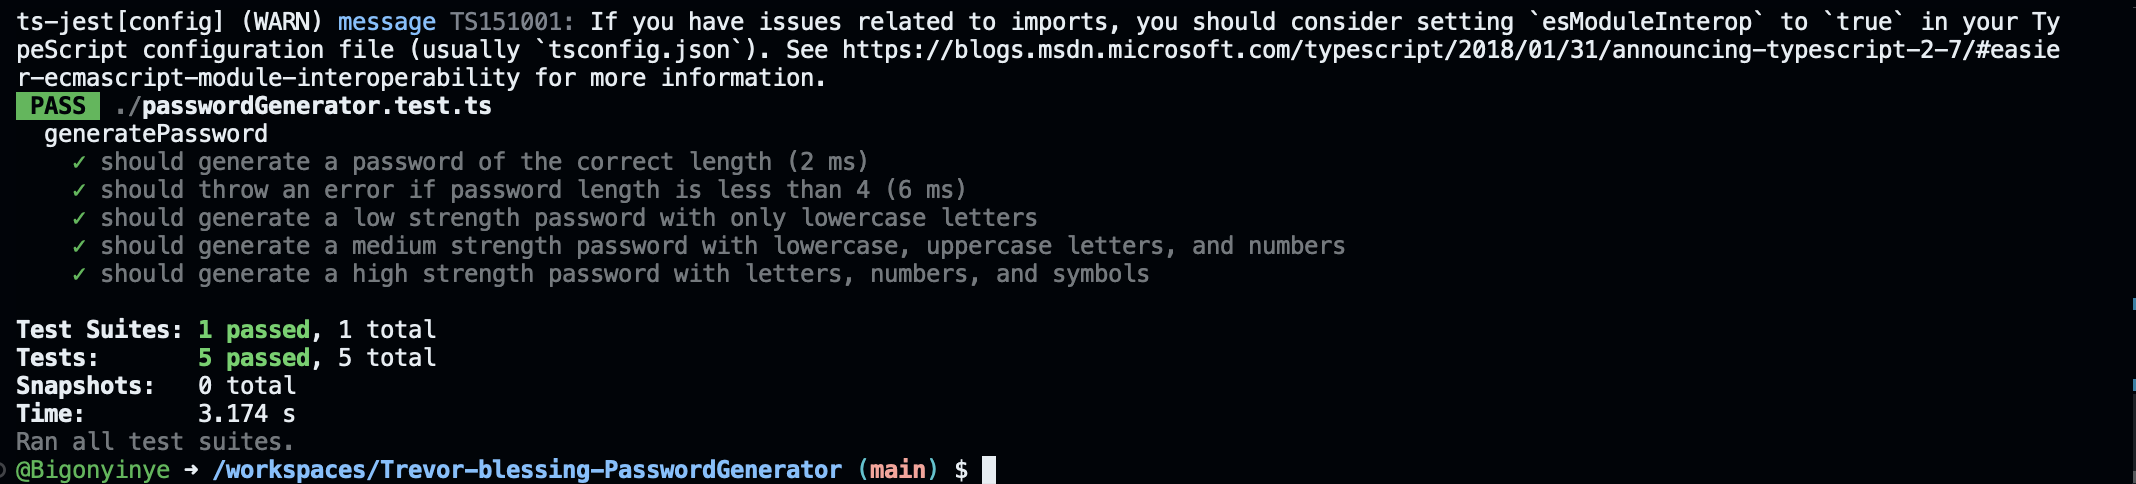 ts-jest[config] (WARN) message TS151001: If you have issues related to imports, you should consider setting `esModuleInterop` to `true` in your Ty
peScript configuration file (usually `tsconfig.json`). See https://blogs.msdn.microsoft.com/typescript/2018/01/31/announcing-typescript-2-7/#easie
r-ecmascript-module-interoperability for more information.
PASS ./passwordGenerator.test.ts
generatePassword
✓ should generate a password of the correct length (2 ms)
✓ should throw an error if password length is less than 4 (6 ms)
✓ should generate a low strength password with only lowercase letters
✓ should generate a medium strength password with lowercase, uppercase letters, and numbers
✓ should generate a high strength password with letters, numbers, and symbols
Test Suites: 1 passed, 1 total
Tests: 5 passed, 5 total
Snapshots: 0 total
Time: 3.174 s
Ran all test suites.
@Bigonyinye ➜ /workspaces/Trevor-blessing-PasswordGenerator (main) $